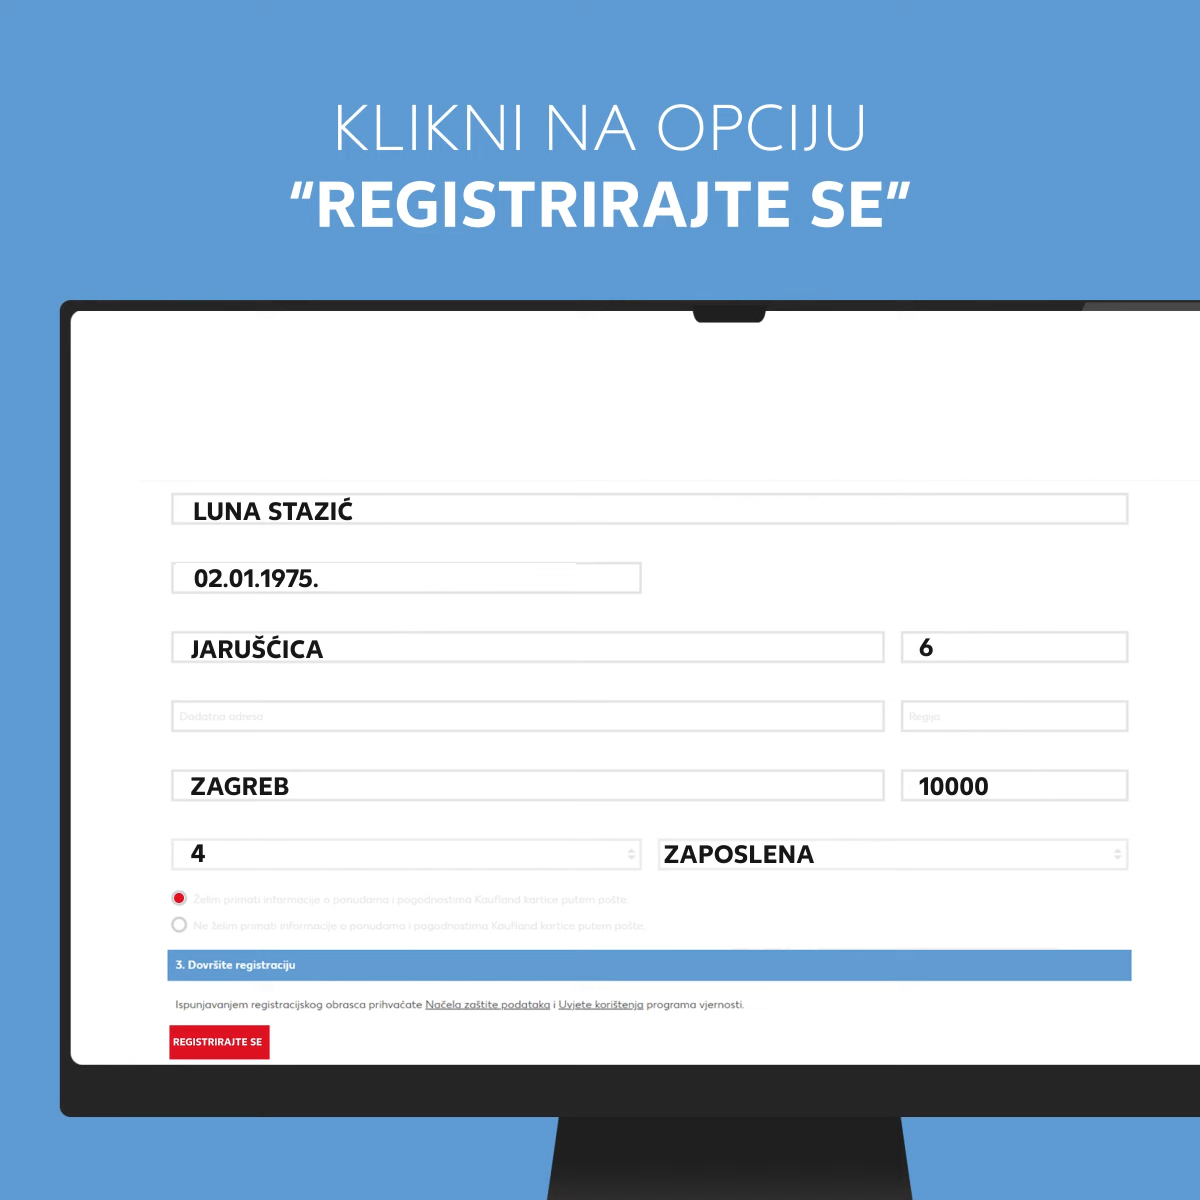 KLIKNI NA OPCIJU
“REGISTRIRAJTE SE”
LUNA STAZIĆ
02.01.1975.
JARUŠĆICA 6
Dodatna adresa Regija
ZAGREB 10000
4 ZAPOSLENA
Želim primati informacije o ponudama i pogodnostima Kaufland kartice putem pošte.
Ne želim primati informacije o ponudama i pogodnostima Kaufland kartice putem pošte.
3. Dovršite registraciju
Ispunjavanjem registracijskog obrasca prihvaćate Načela zaštite podataka i Uvjete korištenja programa vjernosti.
REGISTRIRAJTE SE